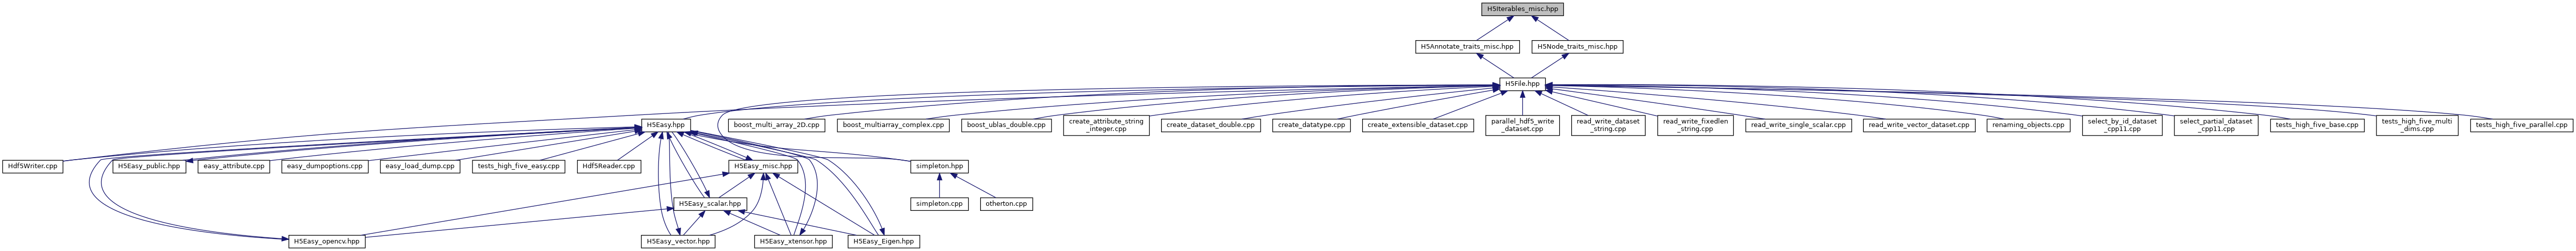 H5Iterables_misc.hpp
H5Annotate_traits_misc.hpp
H5Node_traits_misc.hpp
H5File.hpp
H5Easy.hpp
boost_multi_array_2D.cpp
boost_multiarray_complex.cpp
boost_ublas_double.cpp
create_attribute_string
_integer.cpp
create_dataset_double.cpp
create_datatype.cpp
create_extensible_dataset.cpp
parallel_hdf5_write
_dataset.cpp
read_write_dataset
_string.cpp
read_write_fixedlen
_string.cpp
read_write_single_scalar.cpp
read_write_vector_dataset.cpp
renaming_objects.cpp
select_by_id_dataset
_cpp11.cpp
select_partial_dataset
_cpp11.cpp
tests_high_five_base.cpp
tests_high_five_multi
_dims.cpp
tests_high_five_parallel.cpp
Hdf5Writer.cpp
H5Easy_public.hpp
easy_attribute.cpp
easy_dumpoptions.cpp
easy_load_dump.cpp
tests_high_five_easy.cpp
Hdf5Reader.cpp
H5Easy_misc.hpp
simpleton.hpp
H5Easy_scalar.hpp
simpleton.cpp
otherton.cpp
H5Easy_opencv.hpp
H5Easy_vector.hpp
H5Easy_xtensor.hpp
H5Easy_Eigen.hpp